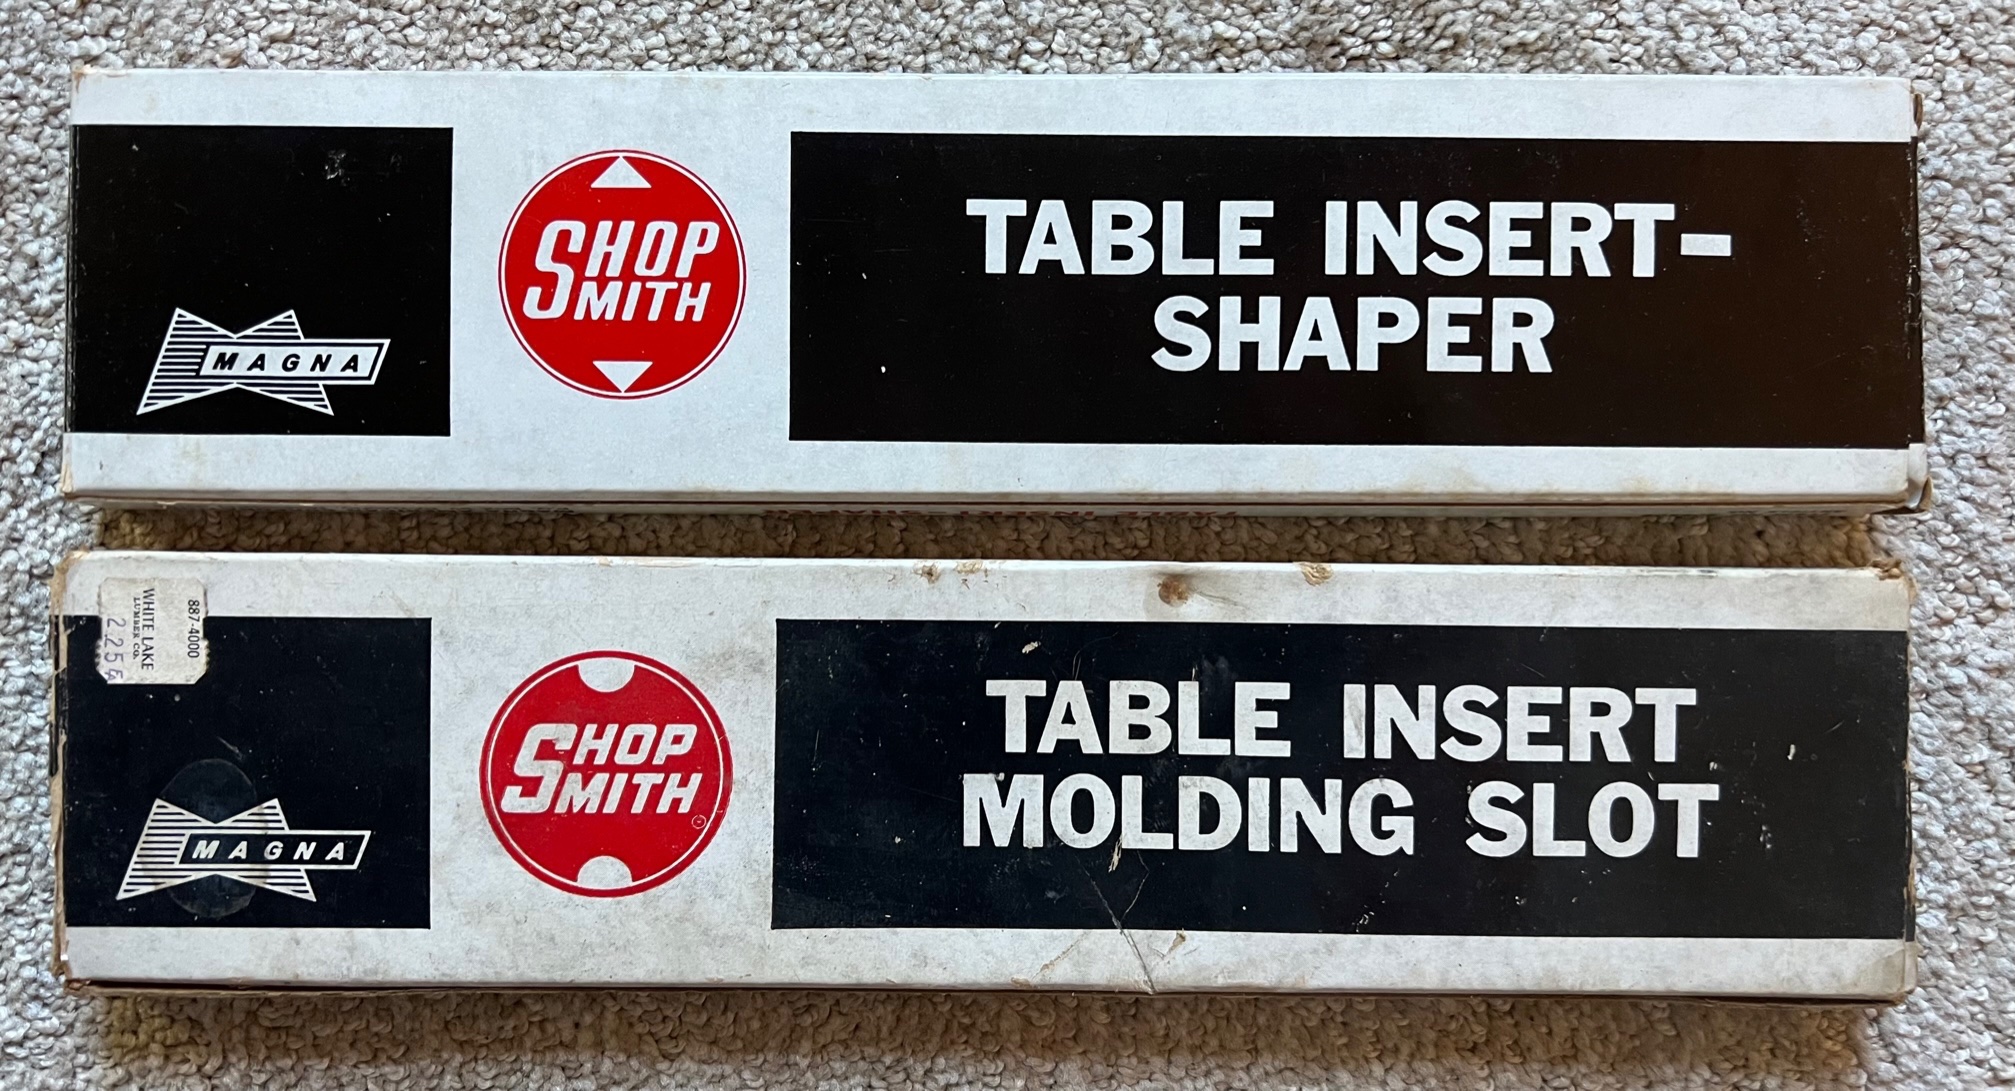 SHOP
SMITH
TABLE INSERT-
SHAPER
MAGNA
887-4000
WHITE LAKE
LUMBER CO.
2.25
SHOP
SMITH
TABLE INSERT
MOLDING SLOT
MAGNA